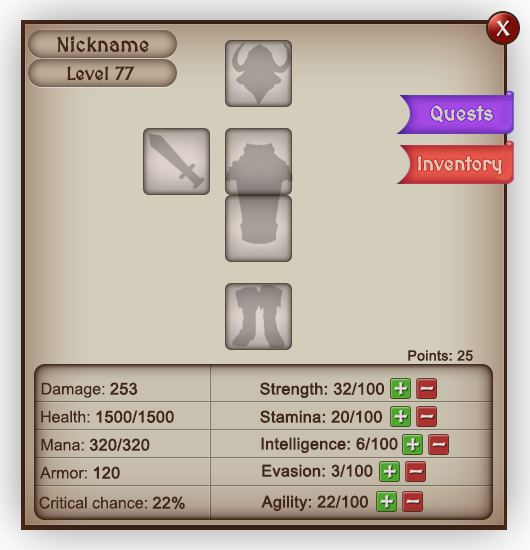 Nickname
Level 77
X
Quests
Inventory
Points: 25
Damage: 253
Strength: 32/100 + −
Health: 1500/1500
Stamina: 20/100 + −
Mana: 320/320
Intelligence: 6/100 + −
Armor: 120
Evasion: 3/100 + −
Critical chance: 22%
Agility: 22/100 + −